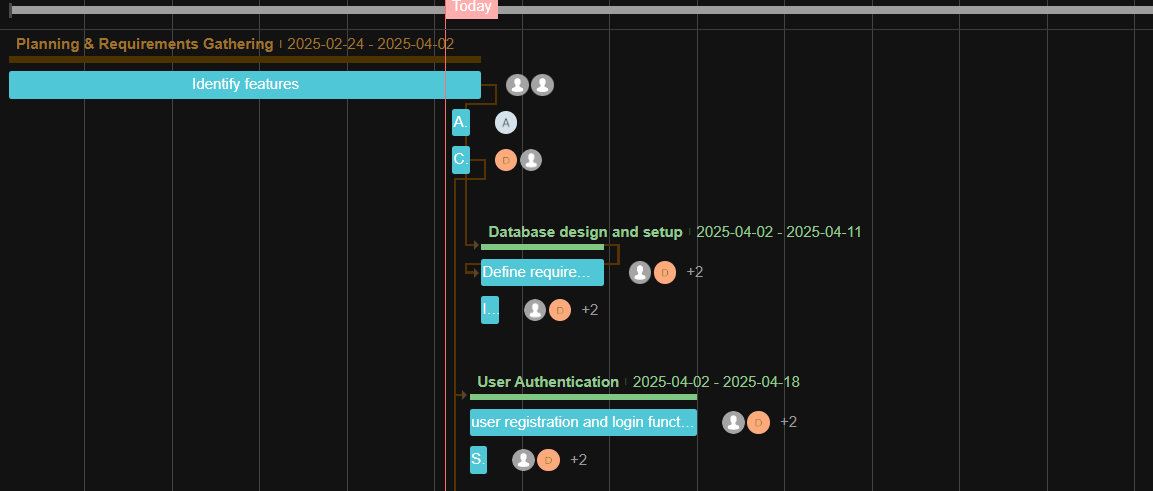 Today
Planning & Requirements Gathering 2025-02-24 - 2025-04-02
Identify features
A.
A
C.
D
Database design and setup 2025-04-02 - 2025-04-11
Define require... D +2
I... D +2
User Authentication 2025-04-02 - 2025-04-18
user registration and login funct... D +2
S. D +2